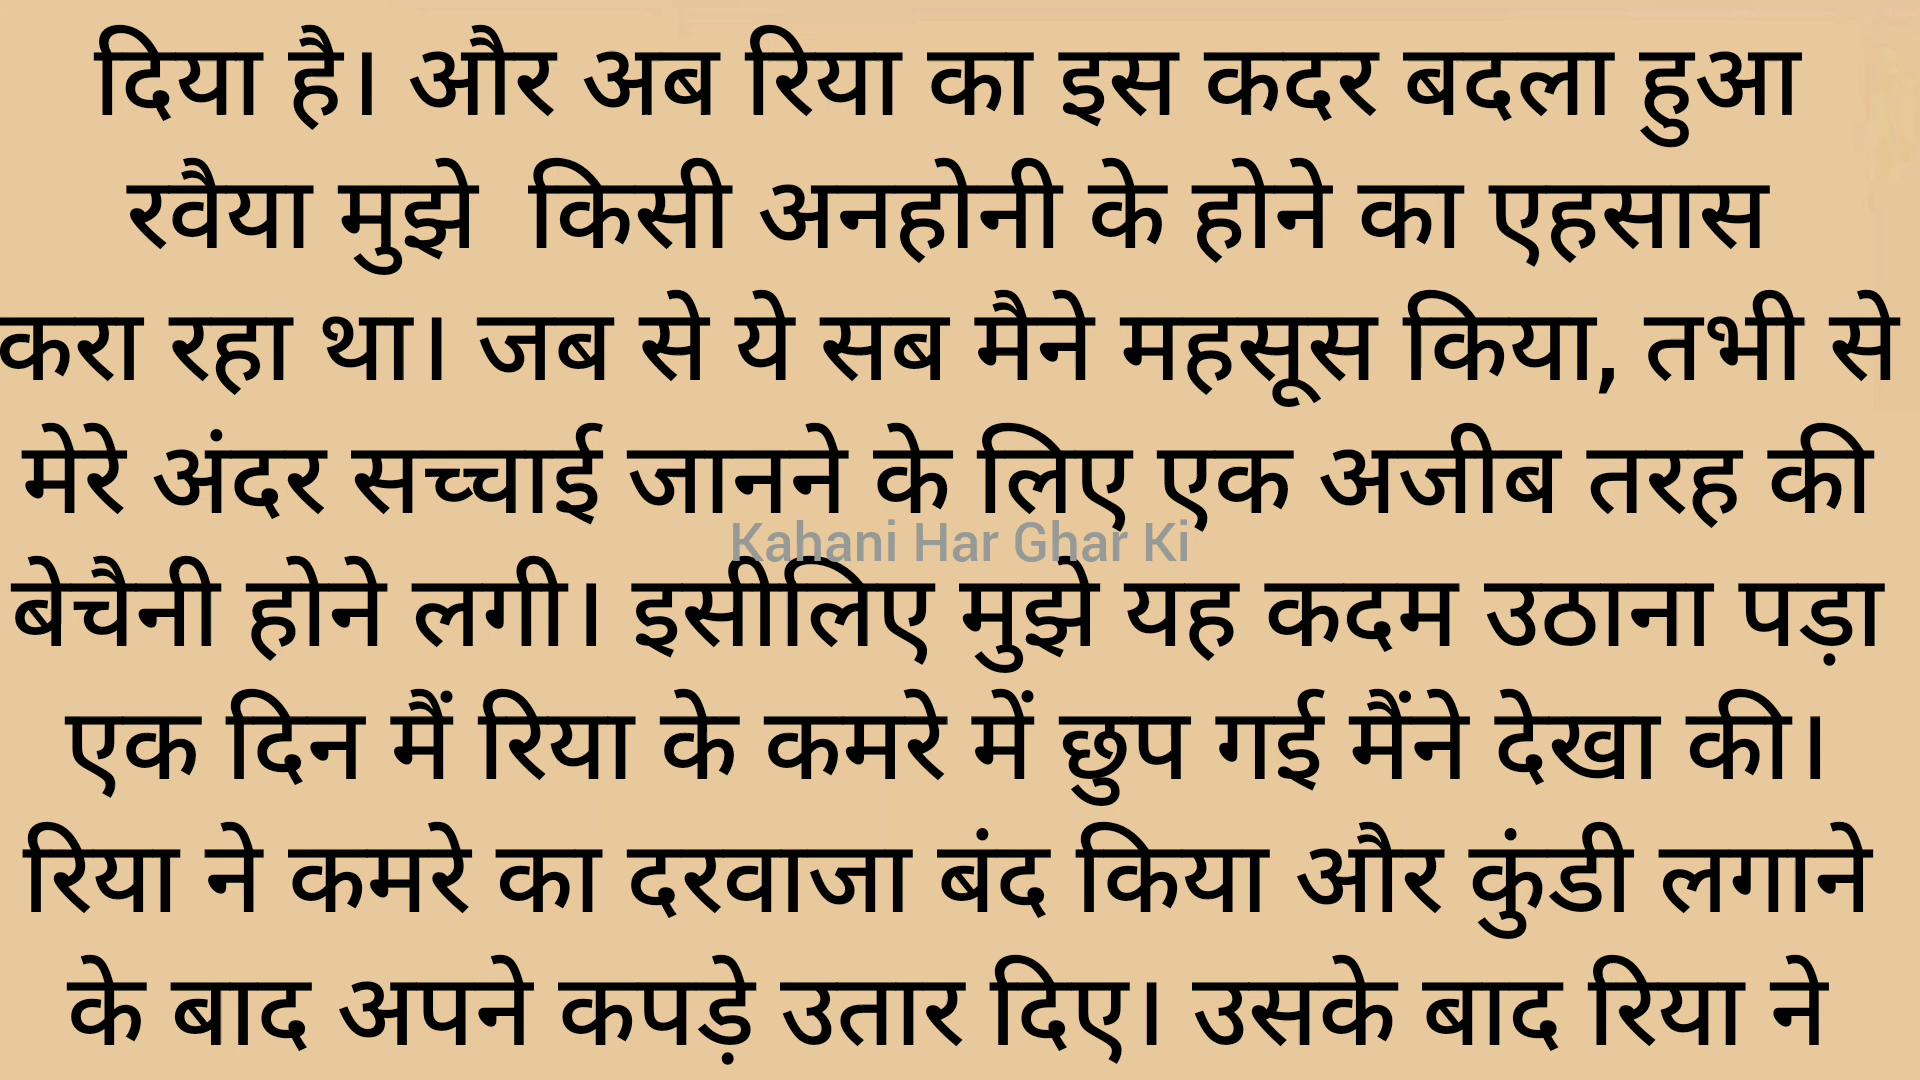 दिया है। और अब रिया का इस कदर बदला हुआ
रवैया मुझे किसी अनहोनी के होने का एहसास
करा रहा था। जब से ये सब मैने महसूस किया, तभी से
मेरे अंदर सच्चाई जानने के लिए एक अजीब तरह की
Kahani Har Ghar Ki
बेचैनी होने लगी। इसीलिए मुझे यह कदम उठाना पड़ा
एक दिन मैं रिया के कमरे में छुप गई मैंने देखा की।
रिया ने कमरे का दरवाजा बंद किया और कुंडी लगाने
के बाद अपने कपड़े उतार दिए। उसके बाद रिया ने